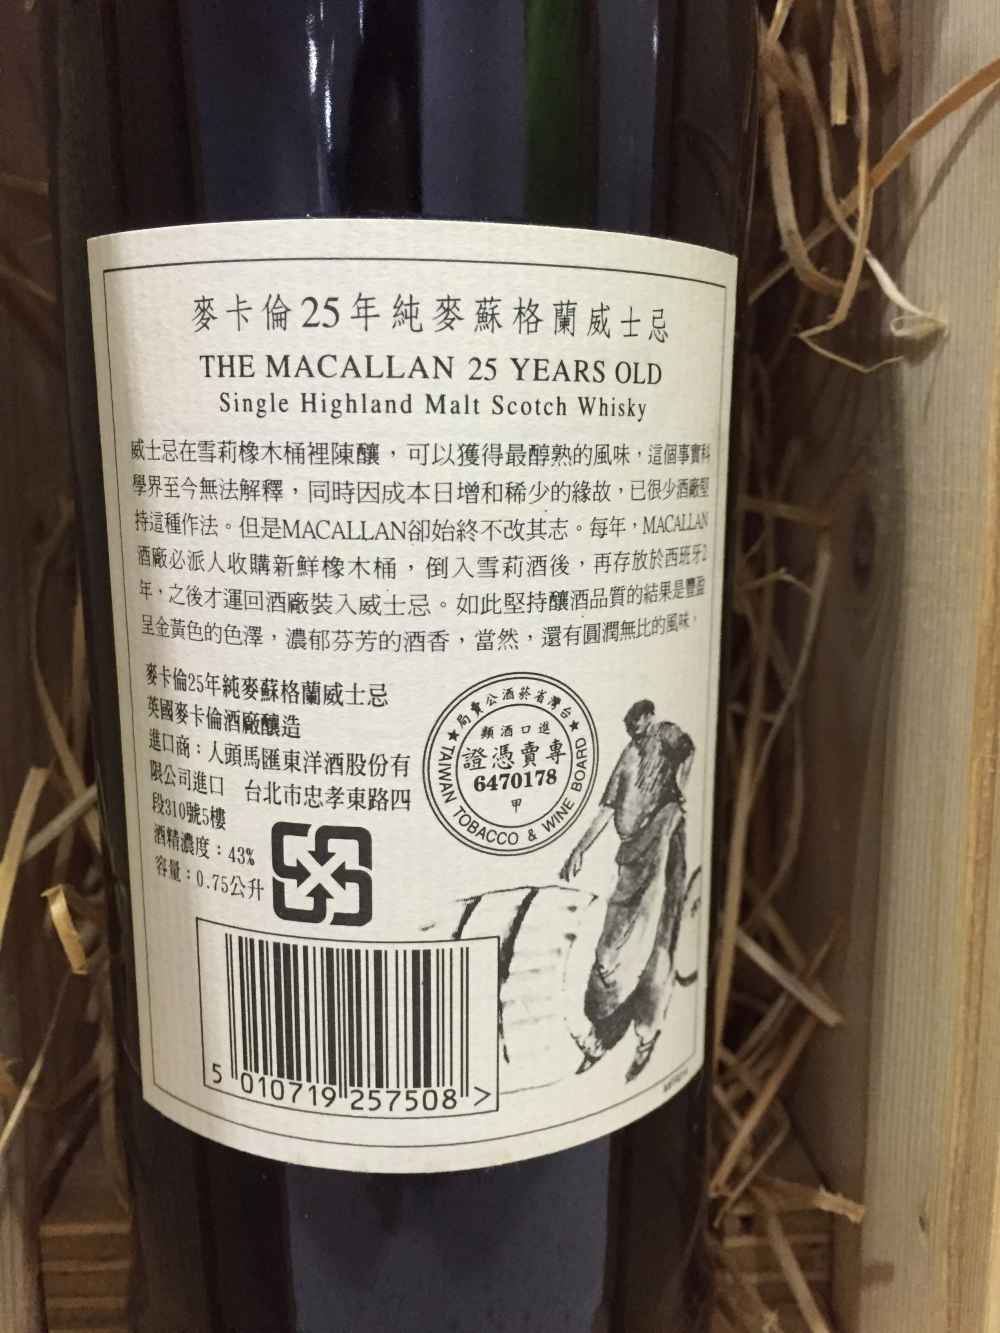 麥卡倫25年純麥蘇格蘭威士忌
THE MACALLAN 25 YEARS OLD
Single Highland Malt Scotch Whisky
威士忌在雪莉橡木桶裡陳釀，可以獲得最醇熟的風味，這個事實科
學界至今無法解釋，同時因成本日增和稀少的緣故，已很少酒廠堅
持這種作法。但是MACALLAN卻始終不改其志。每年，MACALLAN
酒廠必派人收購新鮮橡木桶，倒入雪莉酒後，再存放於西班牙2
年，之後才運回酒廠裝入威士忌。如此堅持釀酒品質的結果是豐盈
呈金黃色的色澤，濃郁芬芳的酒香，當然，還有圓潤無比的風味。
麥卡倫25年純麥蘇格蘭威士忌
英國麥卡倫酒廠釀造
進口商：人頭馬匯東洋酒股份有
限公司進口 台北市忠孝東路四
段310號5樓
酒精濃度：43%
容量：0.75公升
局賣公酒菸省灣台
類酒口進
證憑賣專
6470178
甲
TAIWAN TOBACCO & WINE BOARD
5 010719 257508 >